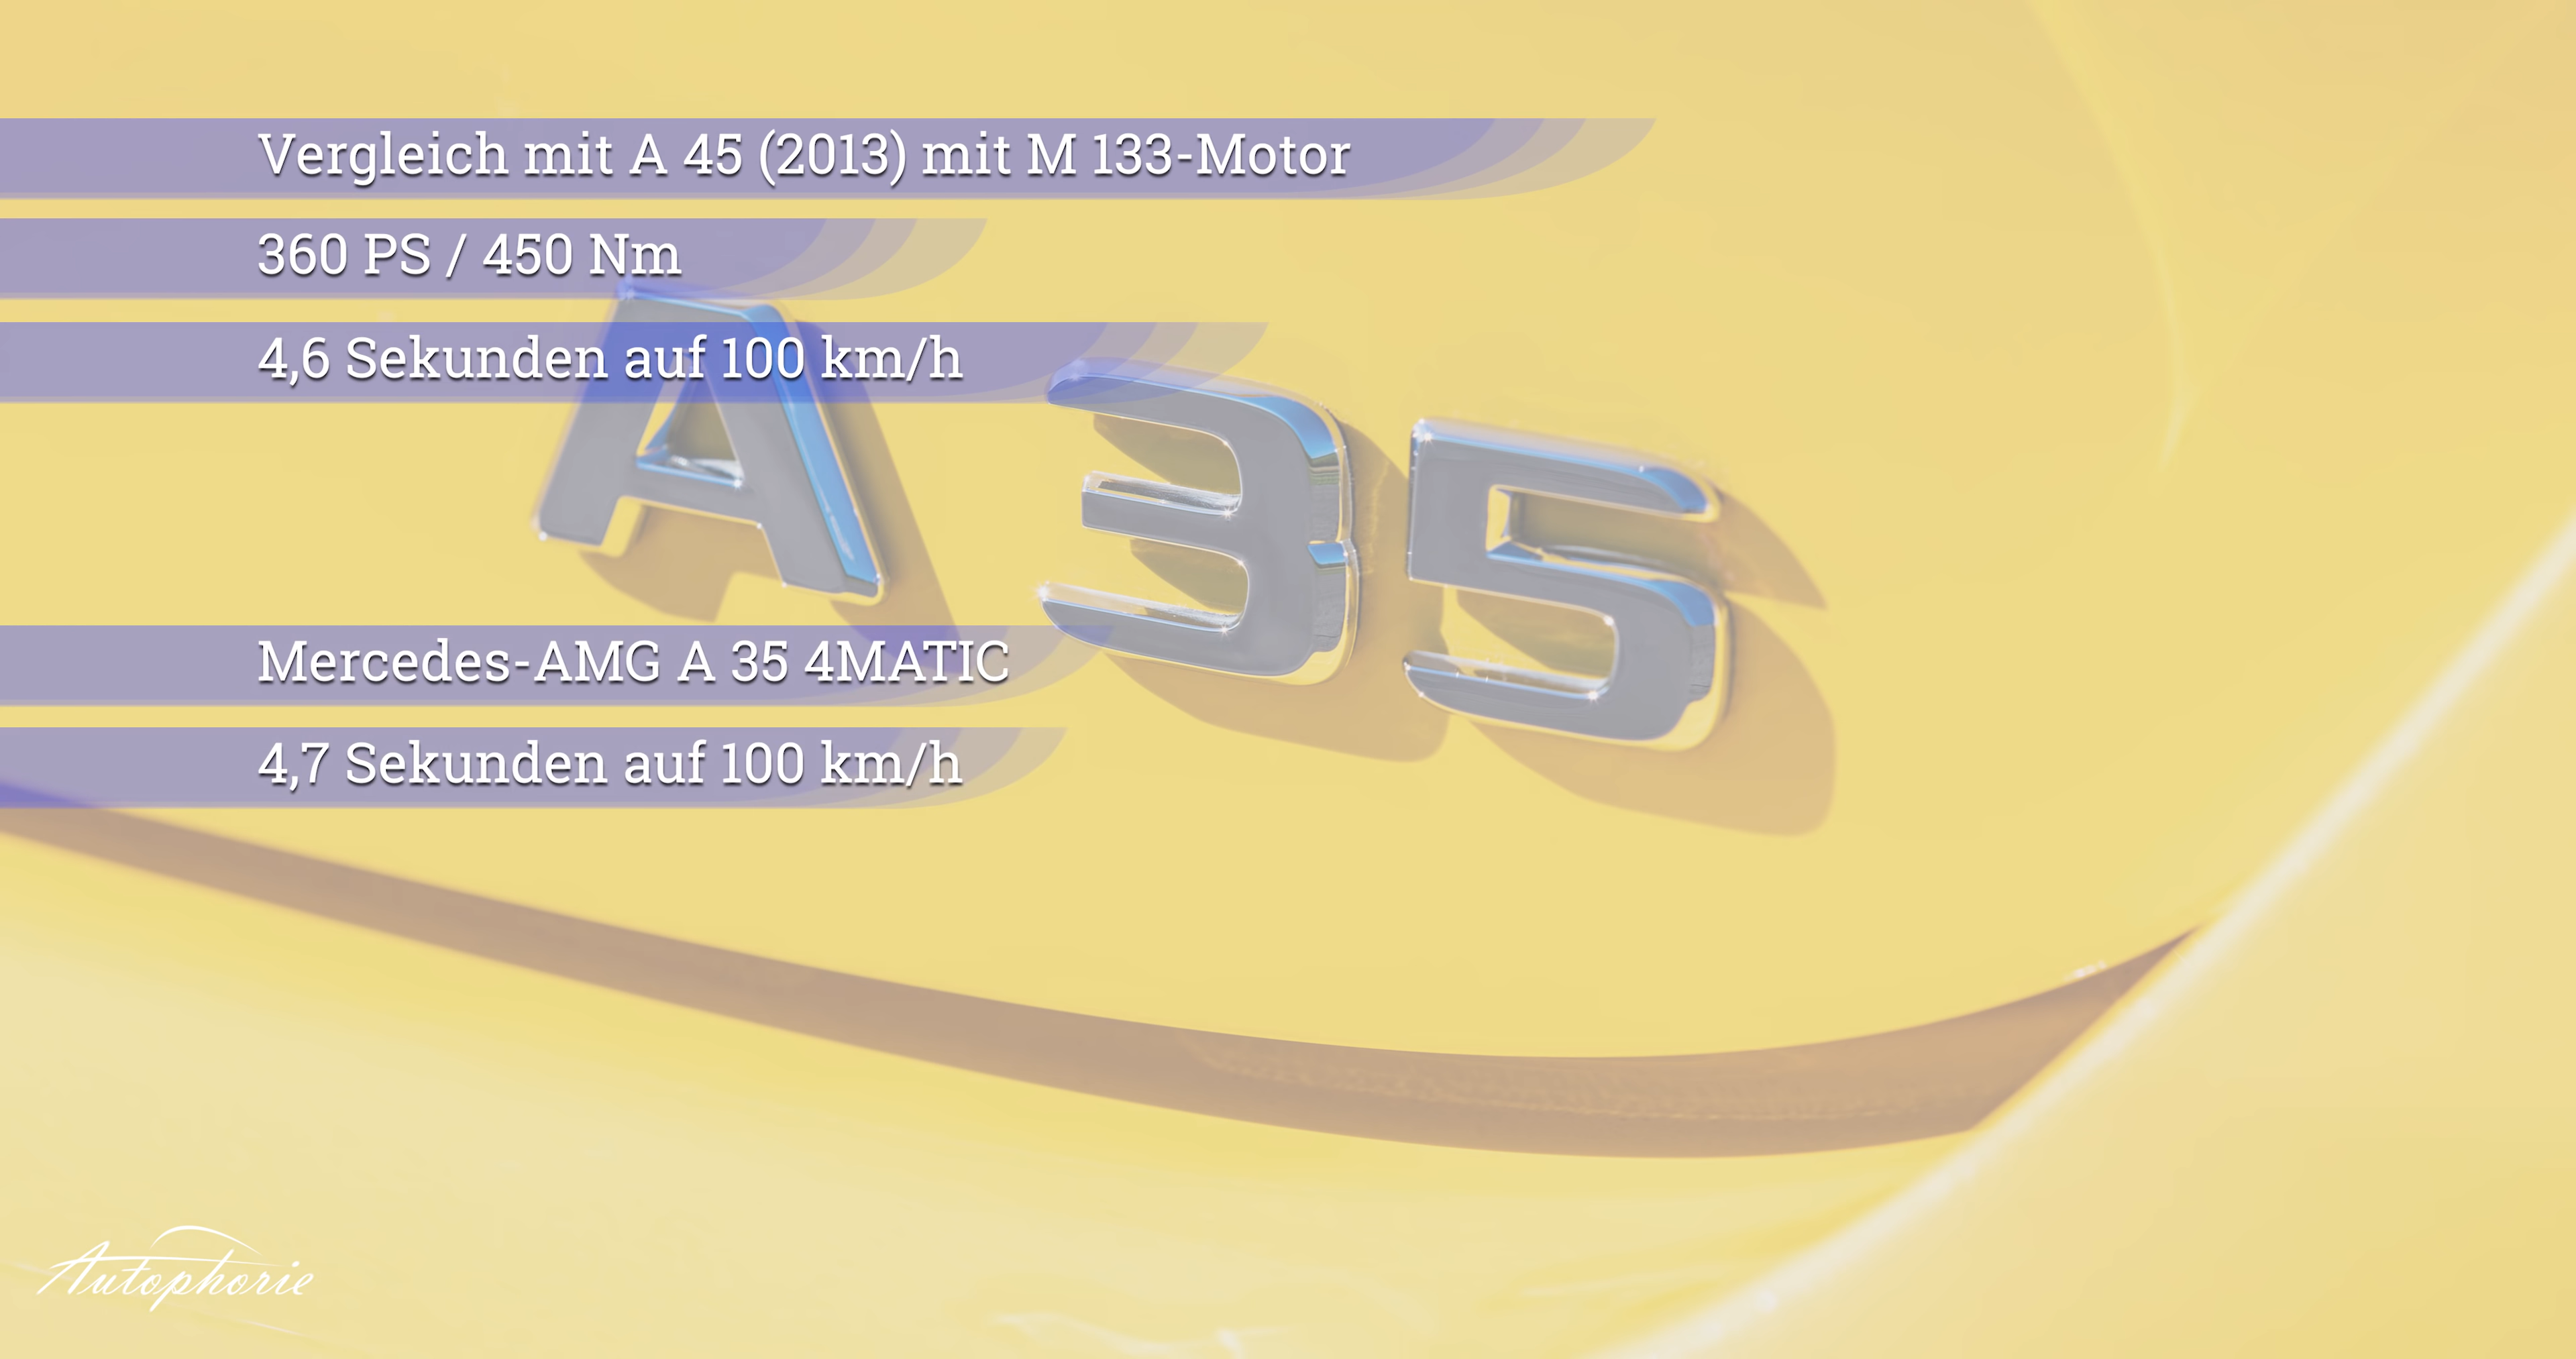 Vergleich mit A 45 (2013) mit M 133-Motor
360 PS / 450 Nm
4,6 Sekunden auf 100 km/h
A 35
Mercedes-AMG A 35 4MATIC
4,7 Sekunden auf 100 km/h
Autophorie